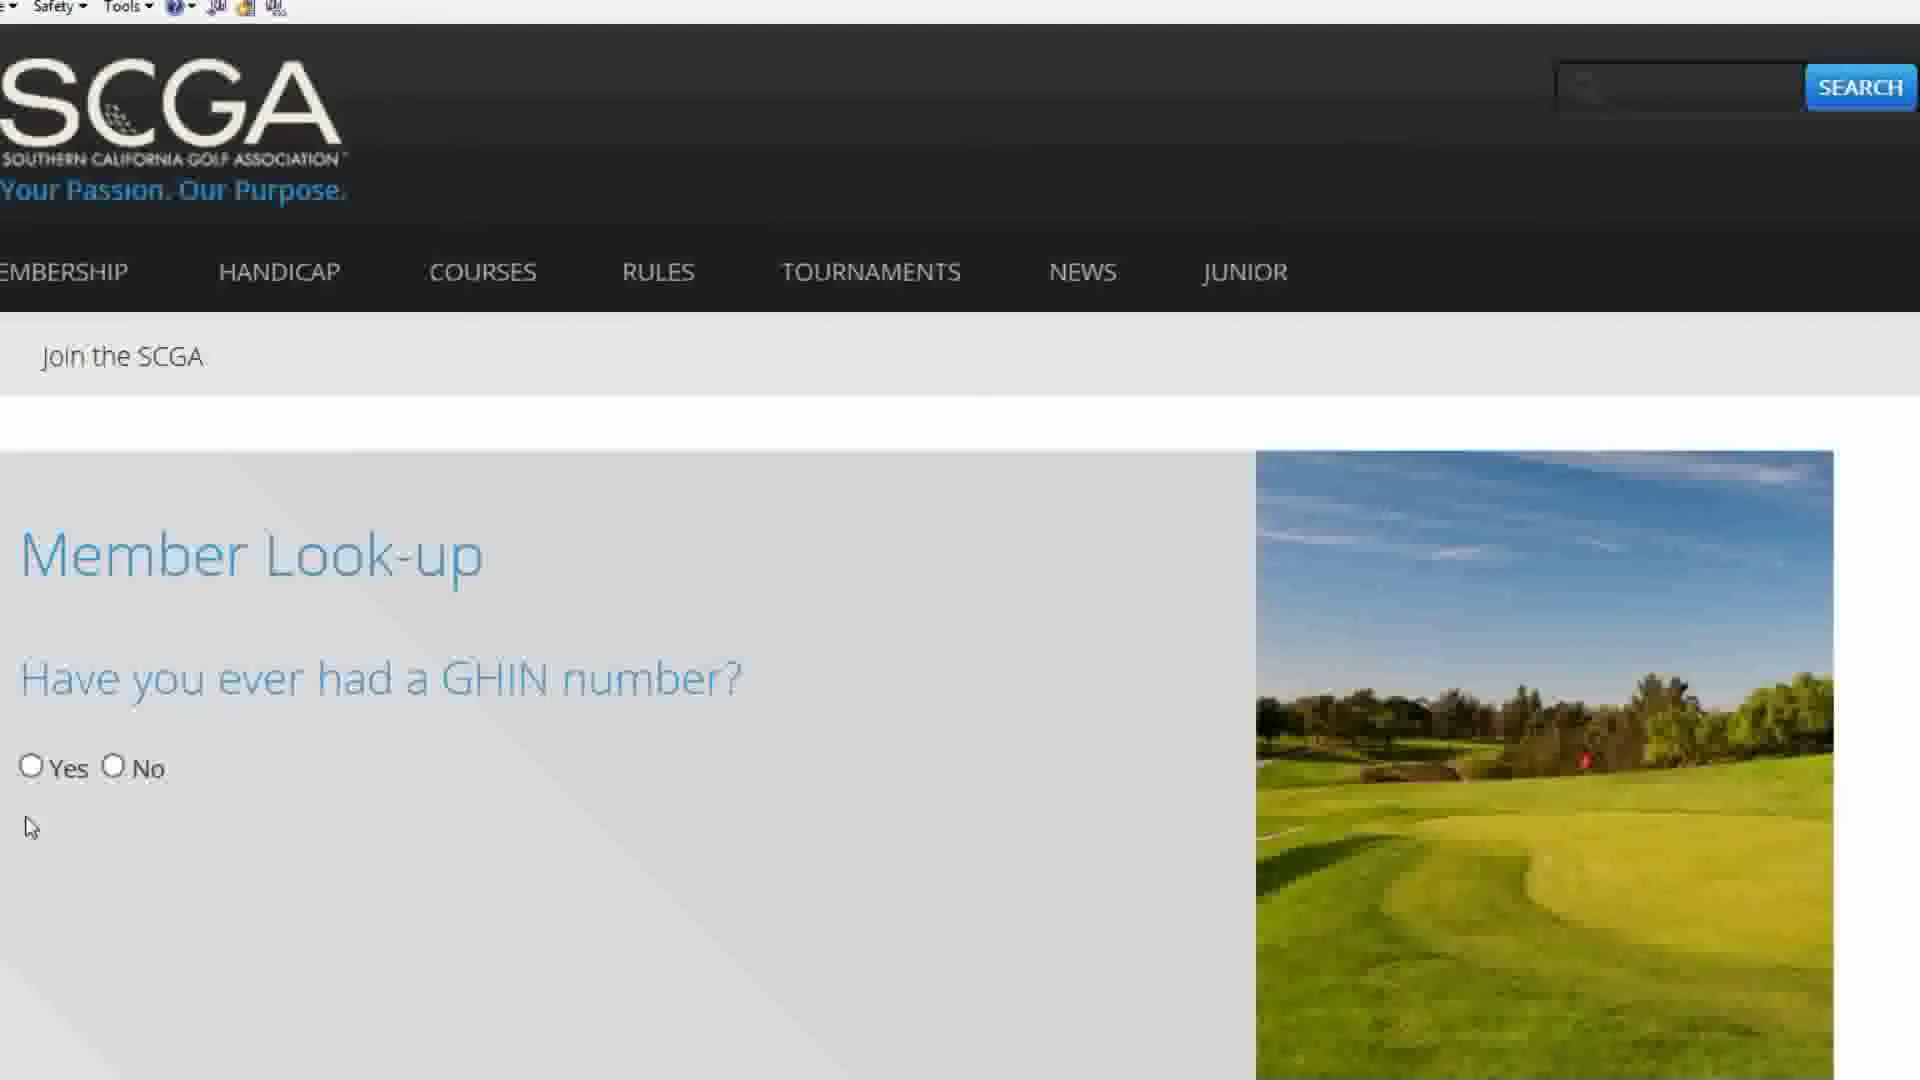 Safety Tools
SCGA
SOUTHERN CALIFORNIA GOLF ASSOCIATION
Your Passion. Our Purpose.
SEARCH
EMBERSHIP HANDICAP COURSES RULES TOURNAMENTS NEWS JUNIOR
Join the SCGA
Member Look-up
Have you ever had a GHIN number?
Yes No